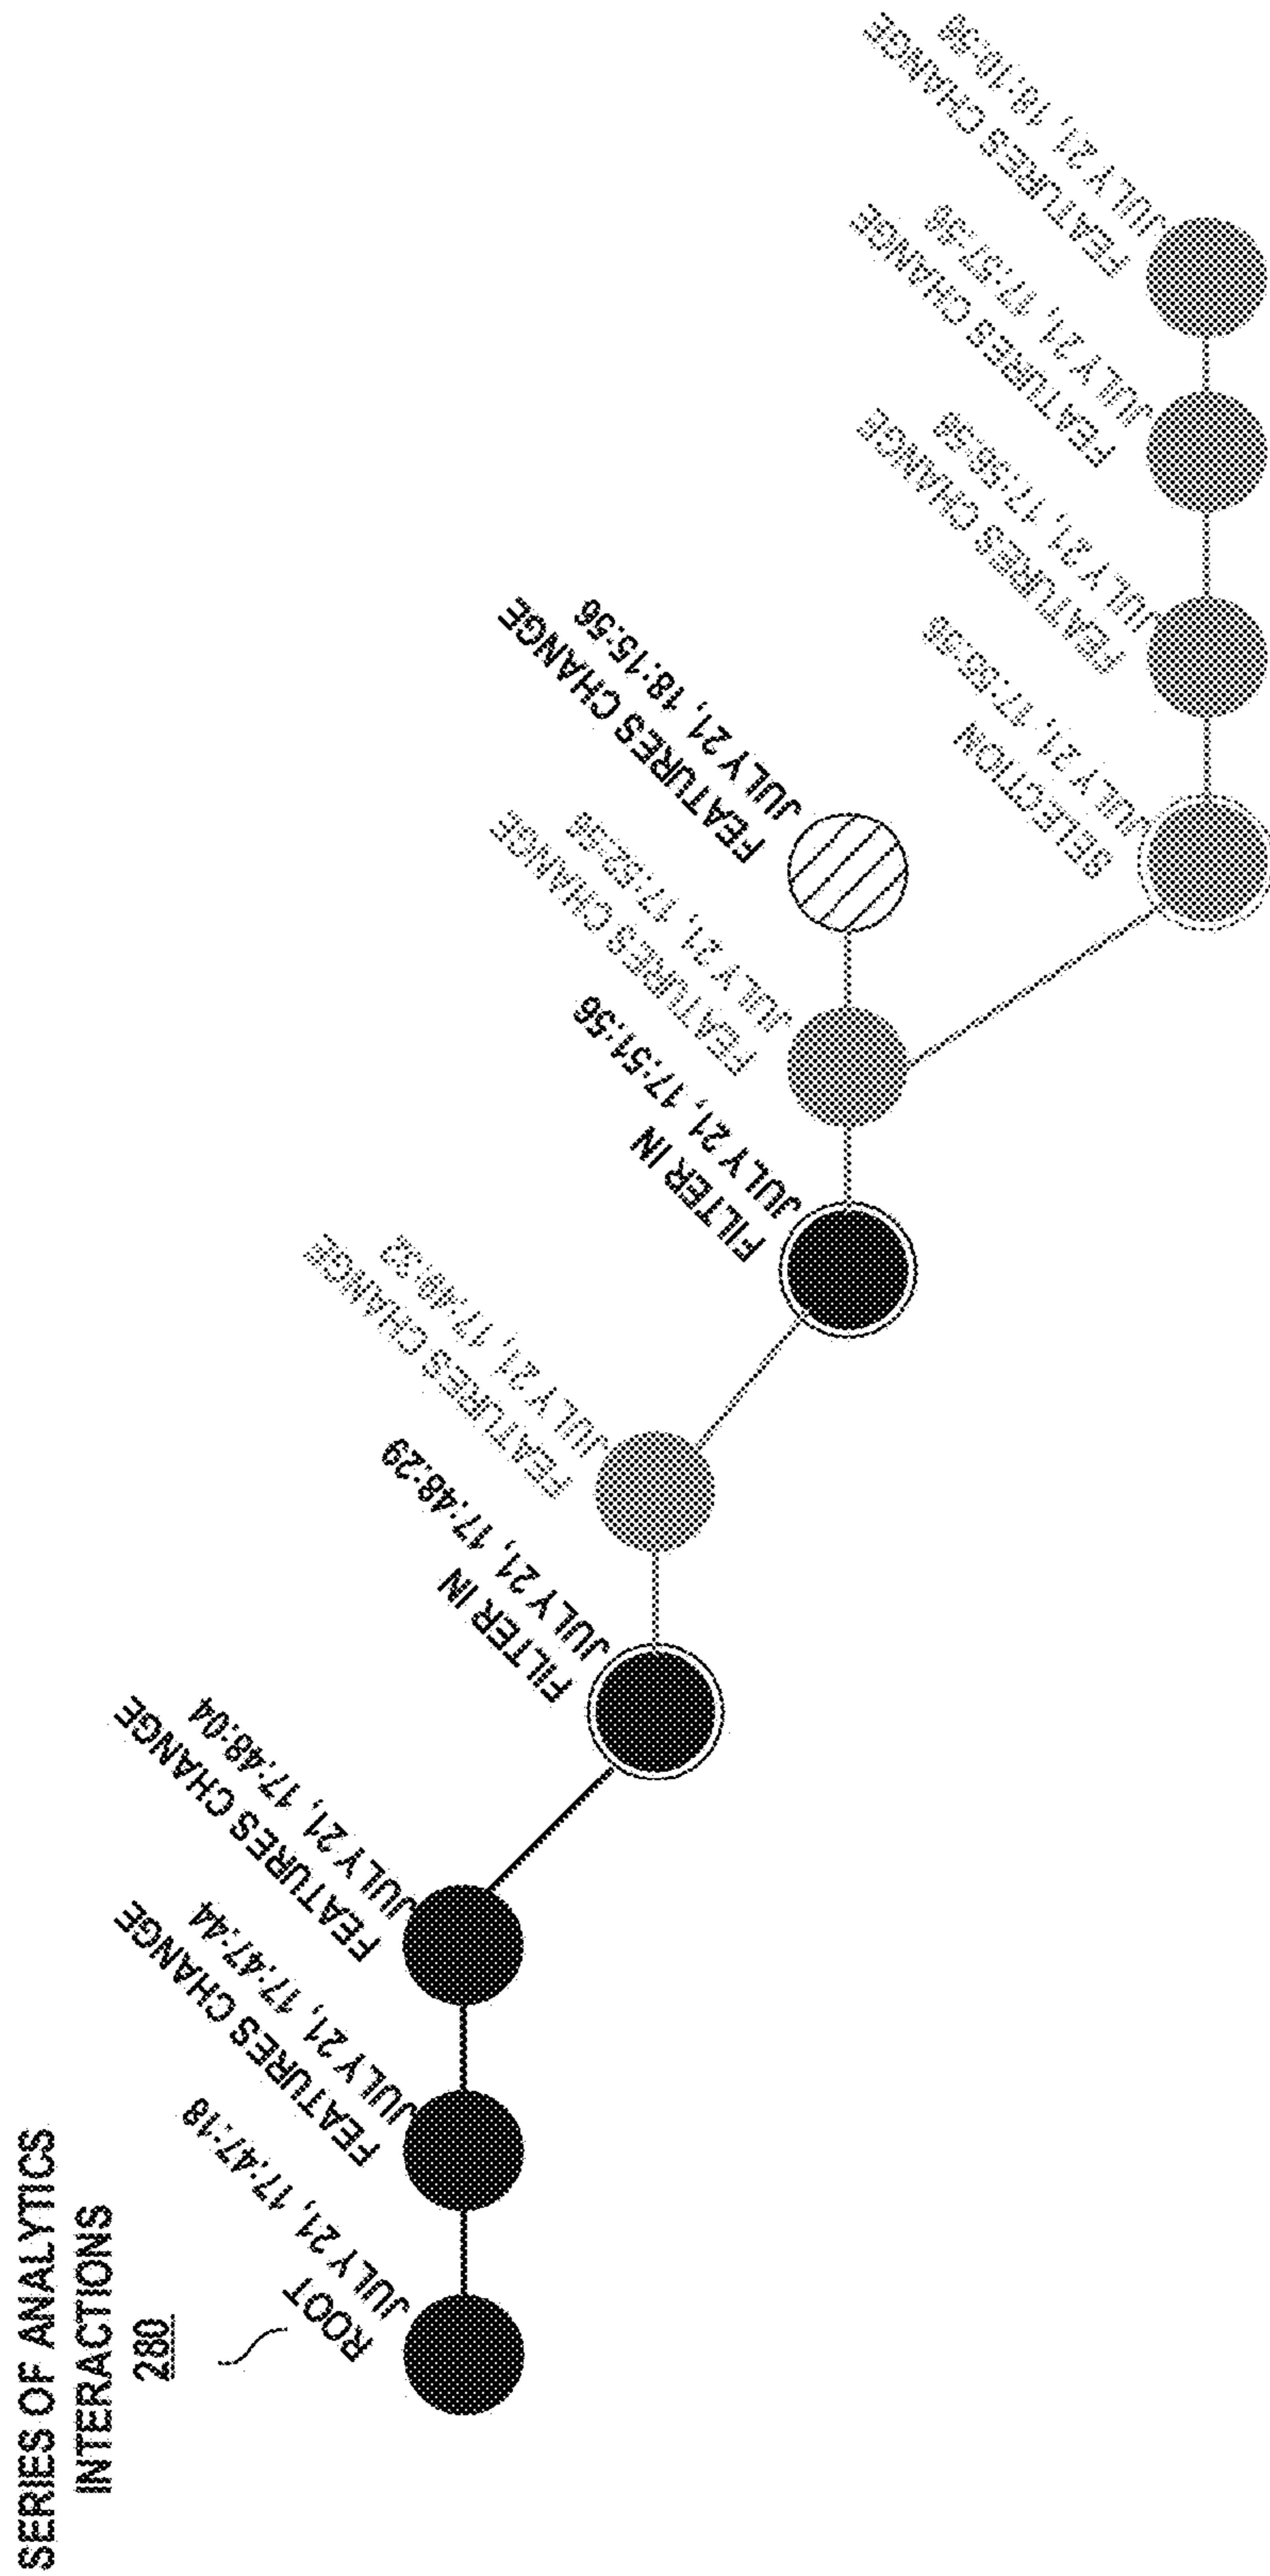 SERIES OF ANALYTICS
INTERACTIONS
280
ROOT
JULY 21, 17:47:18
FEATURES CHANGE
JULY 21, 17:47:44
FEATURES CHANGE
JULY 21, 17:48:04
FILTER IN
JULY 21, 17:48:29
FEATURES CHANGE
JULY 21, 17:49:32
FILTER IN
JULY 21, 17:51:56
FEATURES CHANGE
JULY 21, 17:52:56
FEATURES CHANGE
JULY 21, 18:15:56
SELECTION
JULY 21, 17:55:56
FEATURES CHANGE
JULY 21, 17:56:56
FEATURES CHANGE
JULY 21, 17:57:56
FEATURES CHANGE
JULY 21, 18:10:56